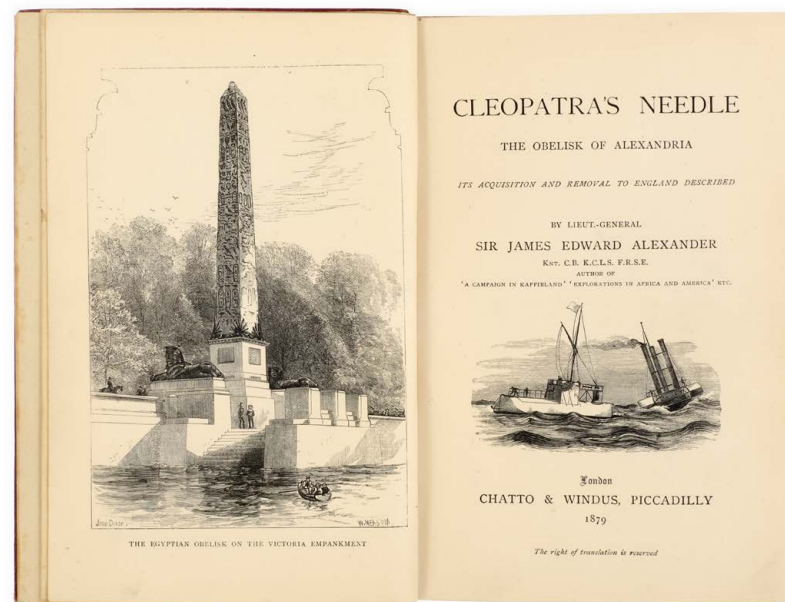 THE EGYPTIAN OBELISK ON THE VICTORIA EMPANKMENT
CLEOPATRA'S NEEDLE
THE OBELISK OF ALEXANDRIA
ITS ACQUISITION AND REMOVAL TO ENGLAND DESCRIBED
BY LIEUT.-GENERAL
SIR JAMES EDWARD ALEXANDER
KNT. C.B. K.C.L.S. F.R.S.E.
AUTHOR OF
'A CAMPAIGN IN KAFFIRLAND' 'EXPLORATIONS IN AFRICA AND AMERICA' ETC.
London
CHATTO & WINDUS, PICCADILLY
1879
The right of translation is reserved